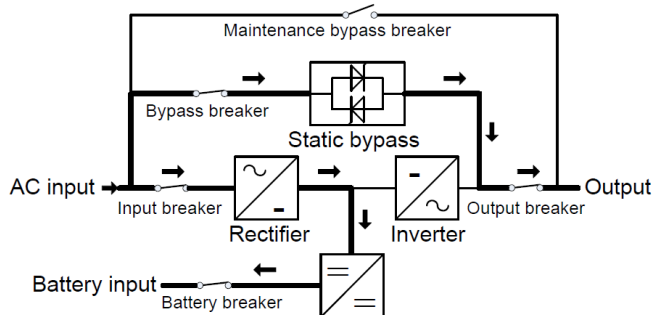 Maintenance bypass breaker
Bypass breaker
Static bypass
AC input
Input breaker
Rectifier
Inverter
Output breaker
Output
Battery input
Battery breaker